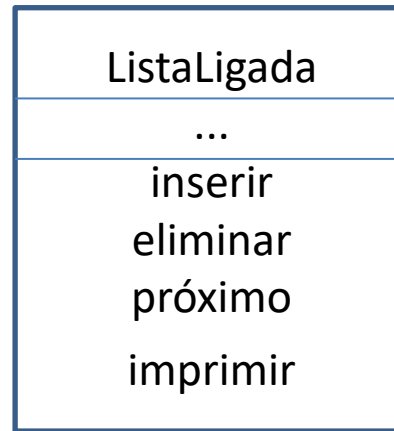 ListaLigada
...
inserir
eliminar
próximo
imprimir